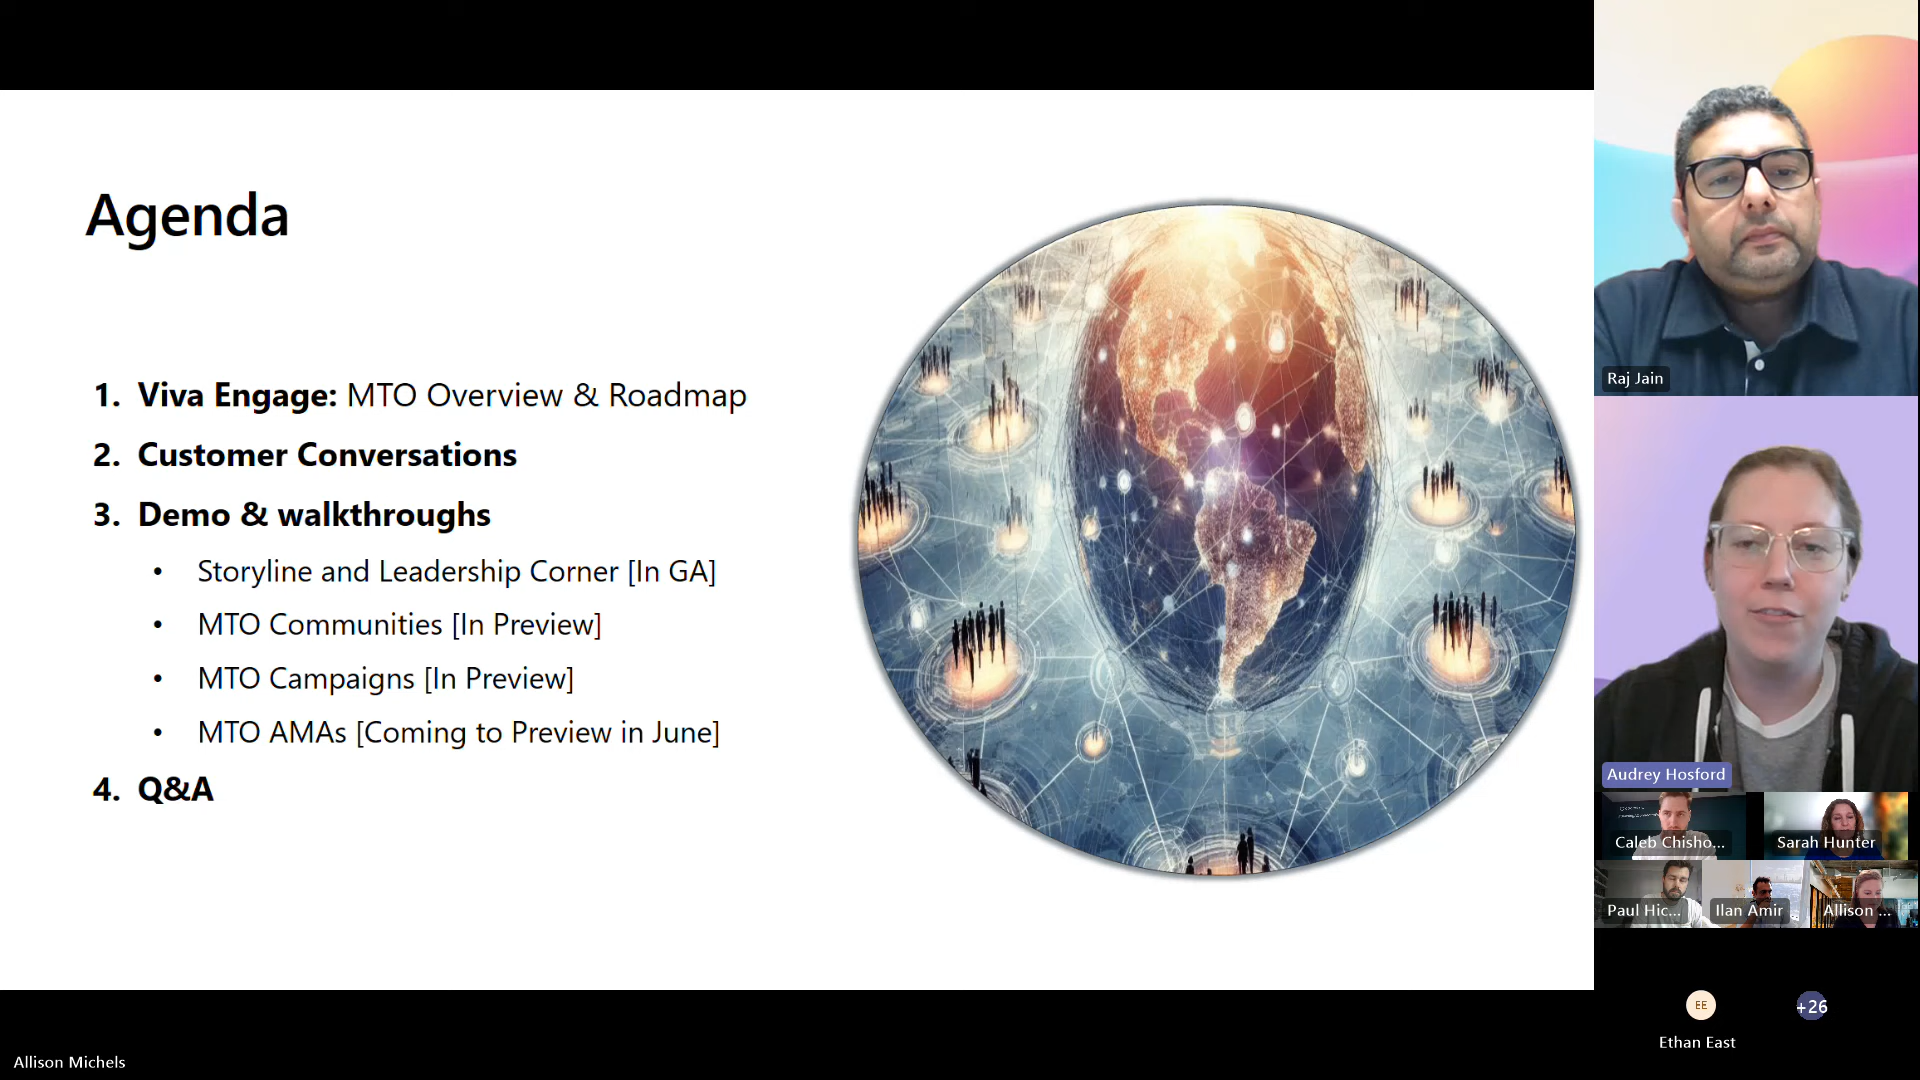 Agenda
1. Viva Engage: MTO Overview & Roadmap
2. Customer Conversations
3. Demo & walkthroughs
• Storyline and Leadership Corner [In GA]
• MTO Communities [In Preview]
• MTO Campaigns [In Preview]
• MTO AMAs [Coming to Preview in June]
4. Q&A
Raj Jain
Audrey Hosford
Caleb Chisho...
Sarah Hunter
Paul Hic...
Ilan Amir
Allison ...
EE
+26
Ethan East
Allison Michels